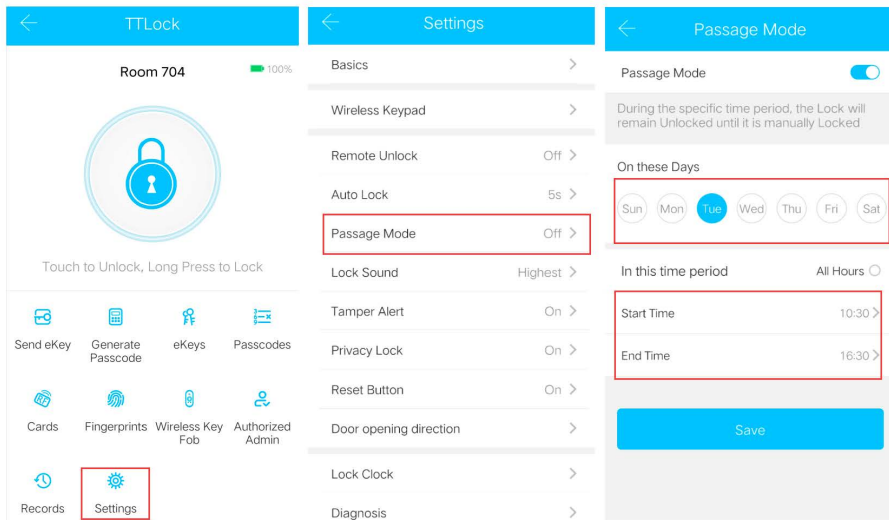 TTLock
Room 704
100%
Touch to Unlock, Long Press to Lock
Send eKey
Generate
Passcode
eKeys
Passcodes
Cards
Fingerprints
Wireless Key
Fob
Authorized
Admin
Records
Settings
Settings
Basics
Wireless Keypad
Remote Unlock Off
Auto Lock 5s
Passage Mode Off
Lock Sound Highest
Tamper Alert On
Privacy Lock On
Reset Button On
Door opening direction
Lock Clock
Diagnosis
Passage Mode
Passage Mode
During the specific time period, the Lock will
remain Unlocked until it is manually Locked
On these Days
Sun Mon Tue Wed Thu Fri Sat
In this time period All Hours
Start Time 10:30
End Time 16:30
Save